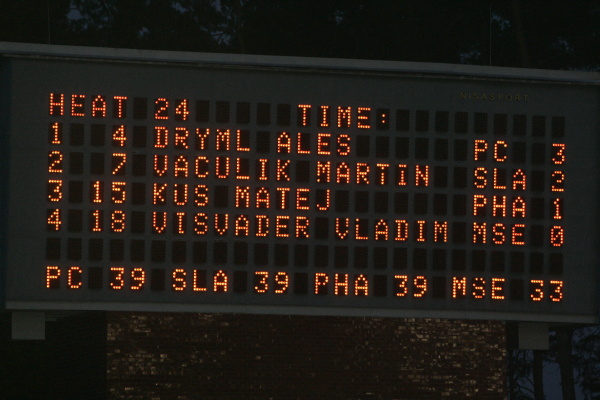 HEAT 24 TIME:
1 4 DRYML ALES PC 3
2 7 VACULIK MARTIN SLA 2
3 15 KUS MATEJ PHA 1
4 18 VISVADER VLADIM MSE 0
PC 39 SLA 39 PHA 39 MSE 33